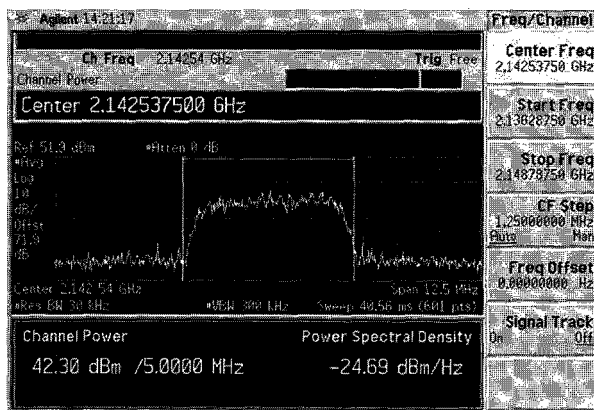 Agilent 14:21:17
Freq/Channel
Ch Freq 2.14254 GHz Trig Free
Channel Power
Center 2.142537500 GHz
Center Freq
2.14253750 GHz
Start Freq
2.13628750 GHz
Stop Freq
2.14878750 GHz
CF Step
1.25000000 MHz
Auto Man
Freq Offset
0.00000000 Hz
Signal Track
On Off
Ref 51.9 dBm #Atten 0 dB
#Avg
Log
10
dB/
Offst
71.9
dB
Center 2.142 54 GHz Span 12.5 MHz
#Res BW 30 kHz #VBW 300 kHz Sweep 40.56 ms (601 pts)
Channel Power Power Spectral Density
42.30 dBm /5.0000 MHz -24.69 dBm/Hz